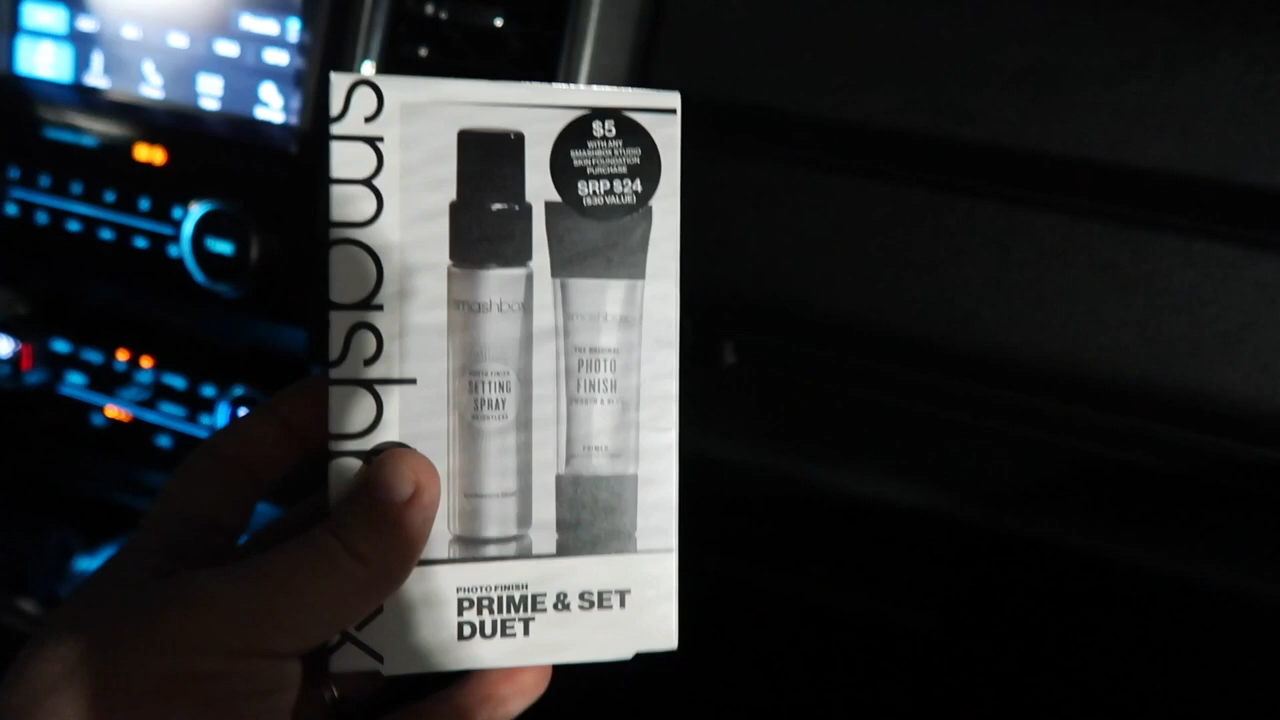 smashbox
$5
WITH ANY
SMASHBOX STUDIO
SKIN FOUNDATION
PURCHASE
SRP $24
($30 VALUE)
smashbox
PHOTO FINISH
SETTING
SPRAY
WEIGHTLESS
smashbox
THE ORIGINAL
PHOTO
FINISH
PRIMER
PHOTO FINISH
PRIME & SET
DUET